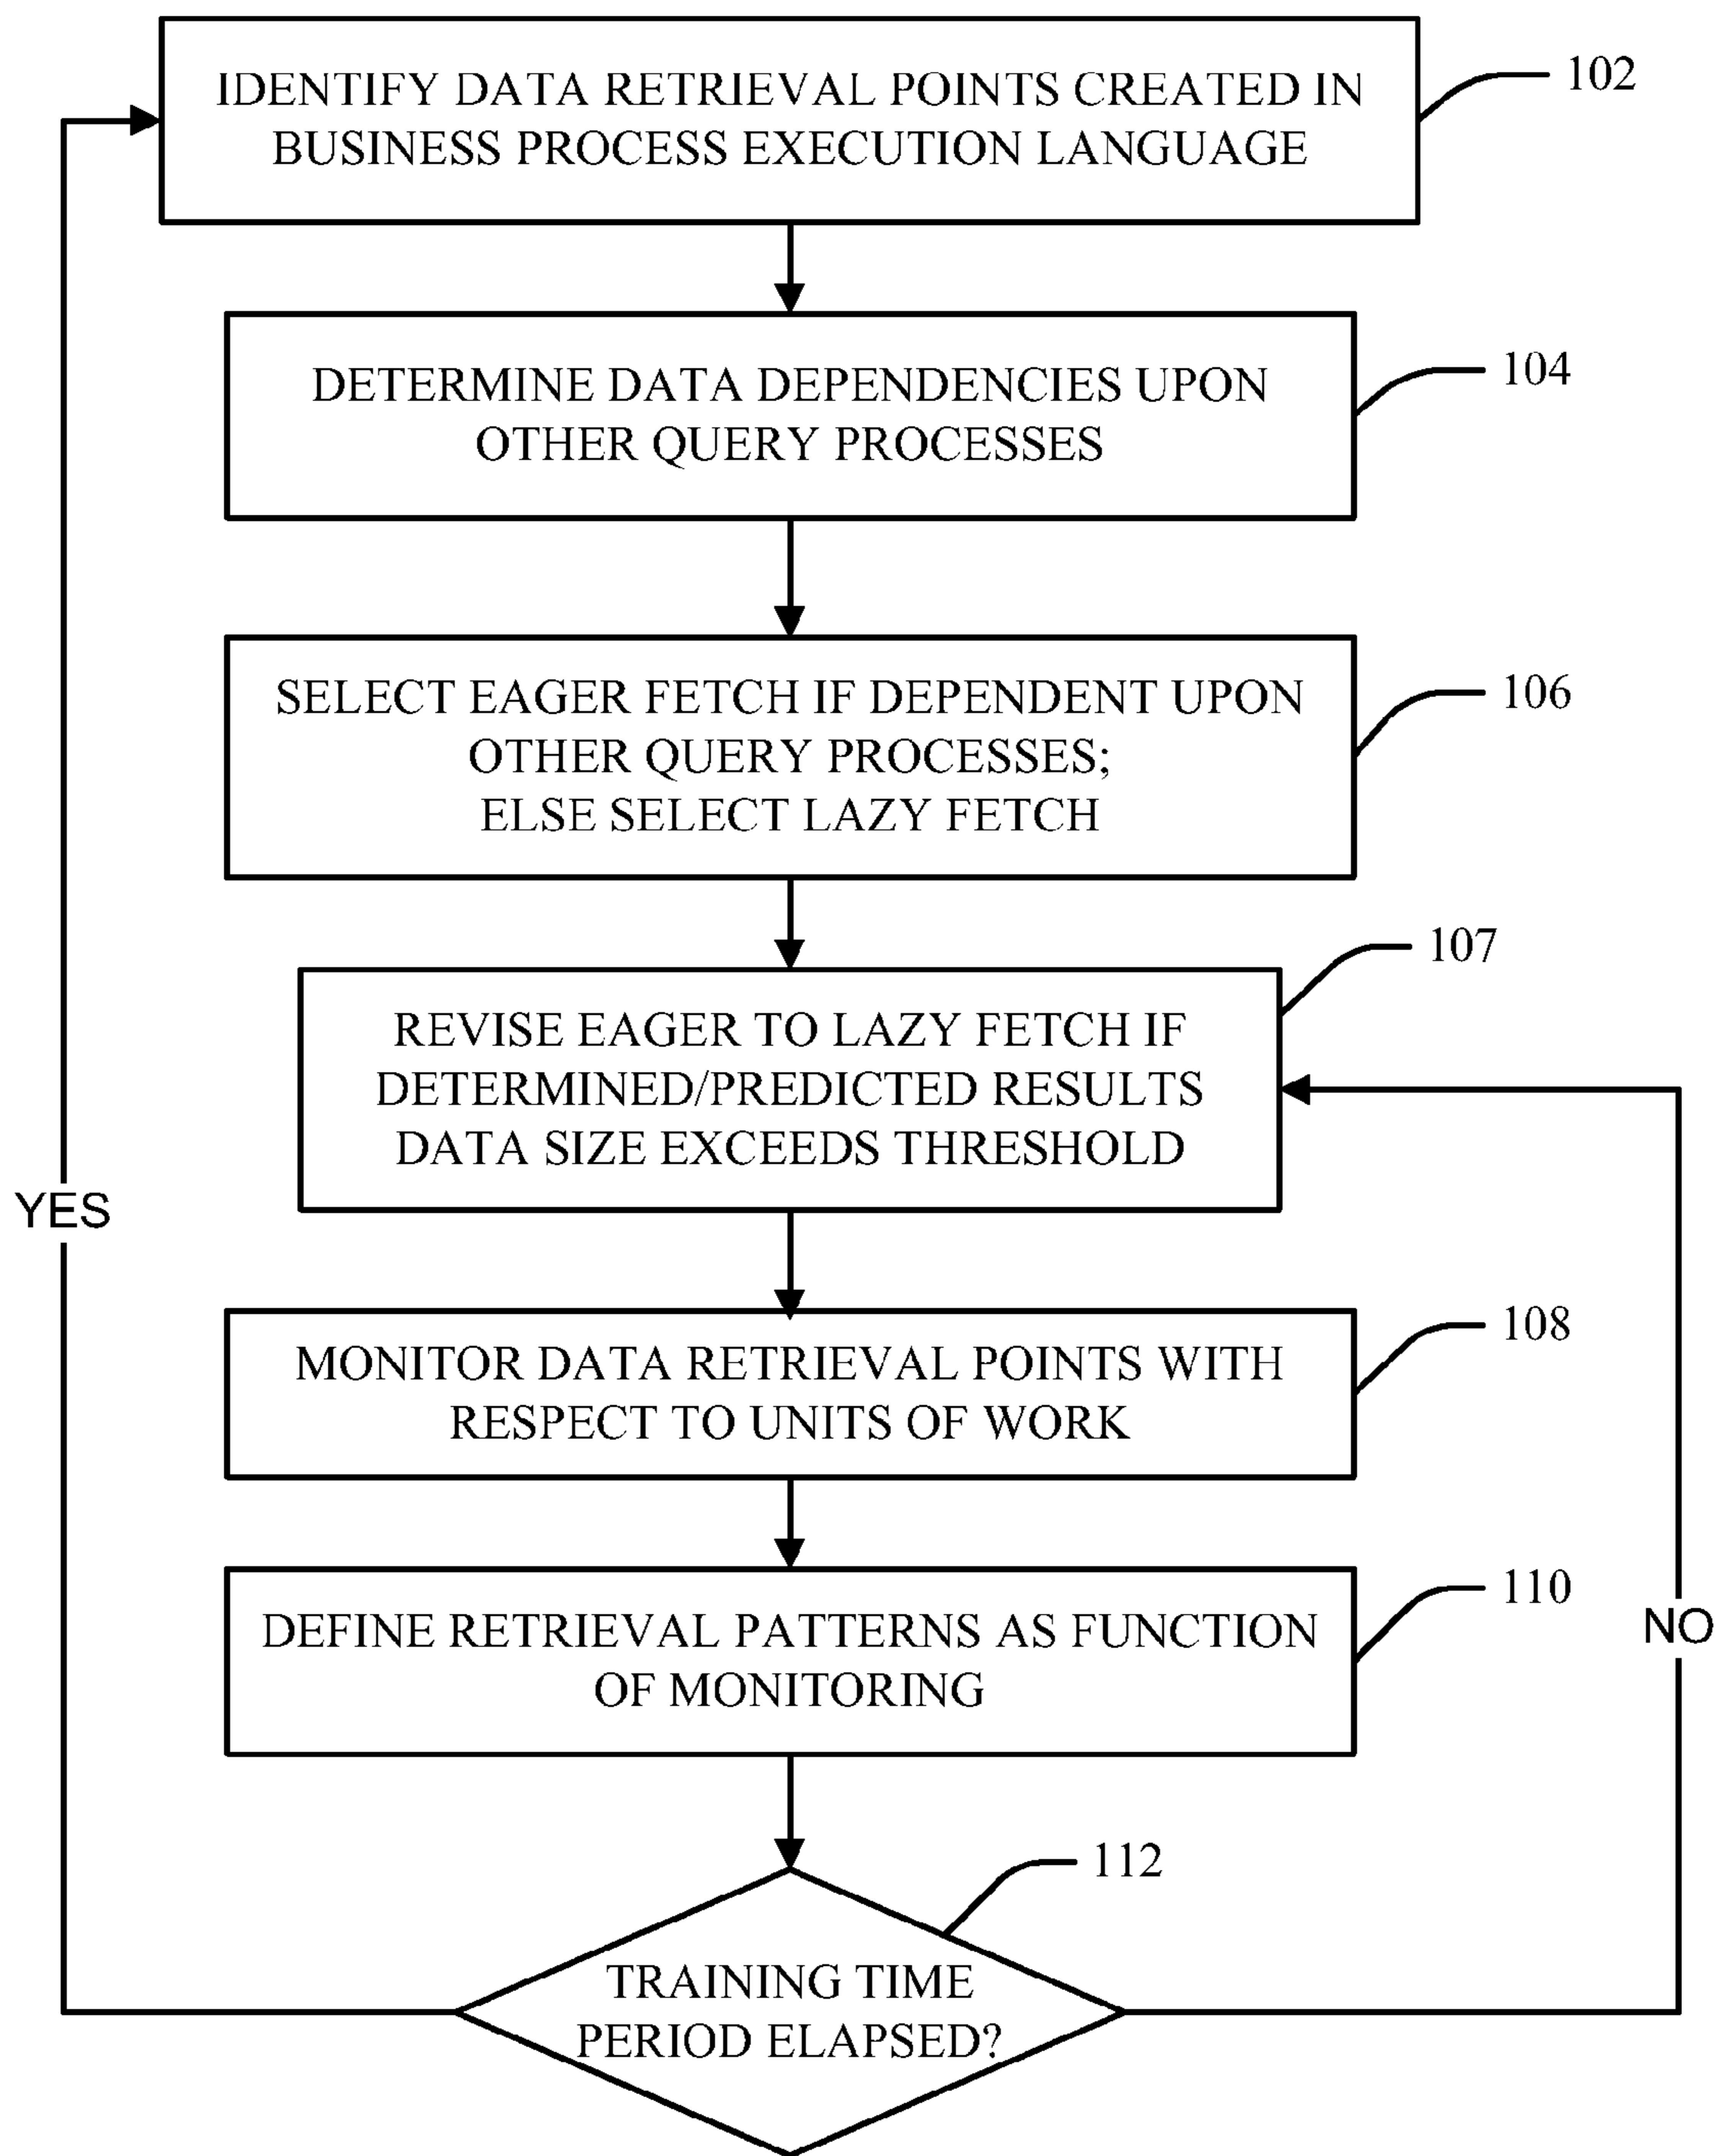 IDENTIFY DATA RETRIEVAL POINTS CREATED IN
BUSINESS PROCESS EXECUTION LANGUAGE
102
DETERMINE DATA DEPENDENCIES UPON
OTHER QUERY PROCESSES
104
SELECT EAGER FETCH IF DEPENDENT UPON
OTHER QUERY PROCESSES;
ELSE SELECT LAZY FETCH
106
107
REVISE EAGER TO LAZY FETCH IF
DETERMINED/PREDICTED RESULTS
DATA SIZE EXCEEDS THRESHOLD
YES
MONITOR DATA RETRIEVAL POINTS WITH
RESPECT TO UNITS OF WORK
108
DEFINE RETRIEVAL PATTERNS AS FUNCTION
OF MONITORING
110
NO
112
TRAINING TIME
PERIOD ELAPSED?